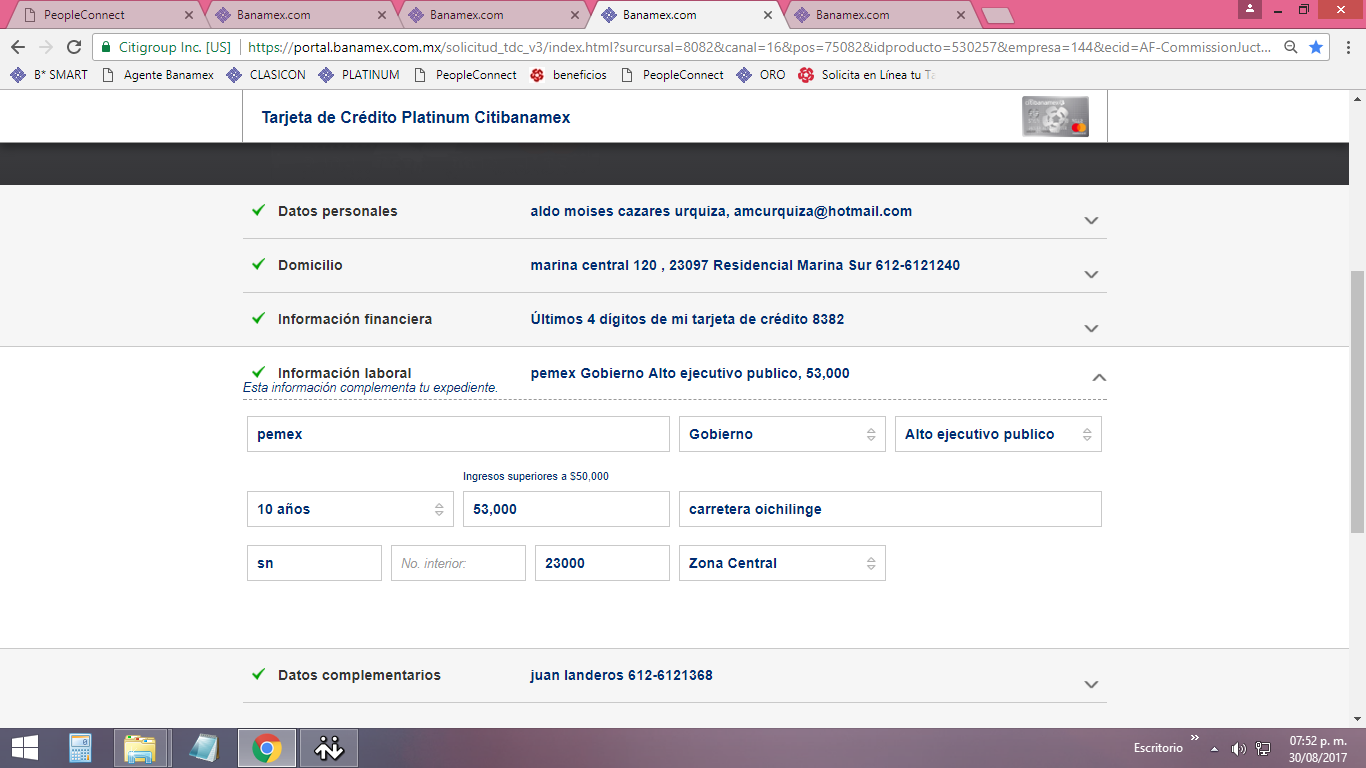 PeopleConnect
Banamex.com
Banamex.com
Banamex.com
Banamex.com
Citigroup Inc. [US]
https://portal.banamex.com.mx/solicitud_tdc_v3/index.html?surcursal=8082&canal=16&pos=75082&idproducto=530257&empresa=144&ecid=AF-CommissionJuct...
B* SMART
Agente Banamex
CLASICON
PLATINUM
PeopleConnect
beneficios
PeopleConnect
ORO
Solicita en Línea tu Ta
Tarjeta de Crédito Platinum Citibanamex
citibanamex
Datos personales
aldo moises cazares urquiza, amcurquiza@hotmail.com
Domicilio
marina central 120 , 23097 Residencial Marina Sur 612-6121240
Información financiera
Últimos 4 dígitos de mi tarjeta de crédito 8382
Información laboral
pemex Gobierno Alto ejecutivo publico, 53,000
Esta información complementa tu expediente.
pemex
Gobierno
Alto ejecutivo publico
Ingresos superiores a $50,000
10 años
53,000
carretera oichilinge
sn
No. interior:
23000
Zona Central
Datos complementarios
juan landeros 612-6121368
Escritorio
07:52 p. m.
30/08/2017